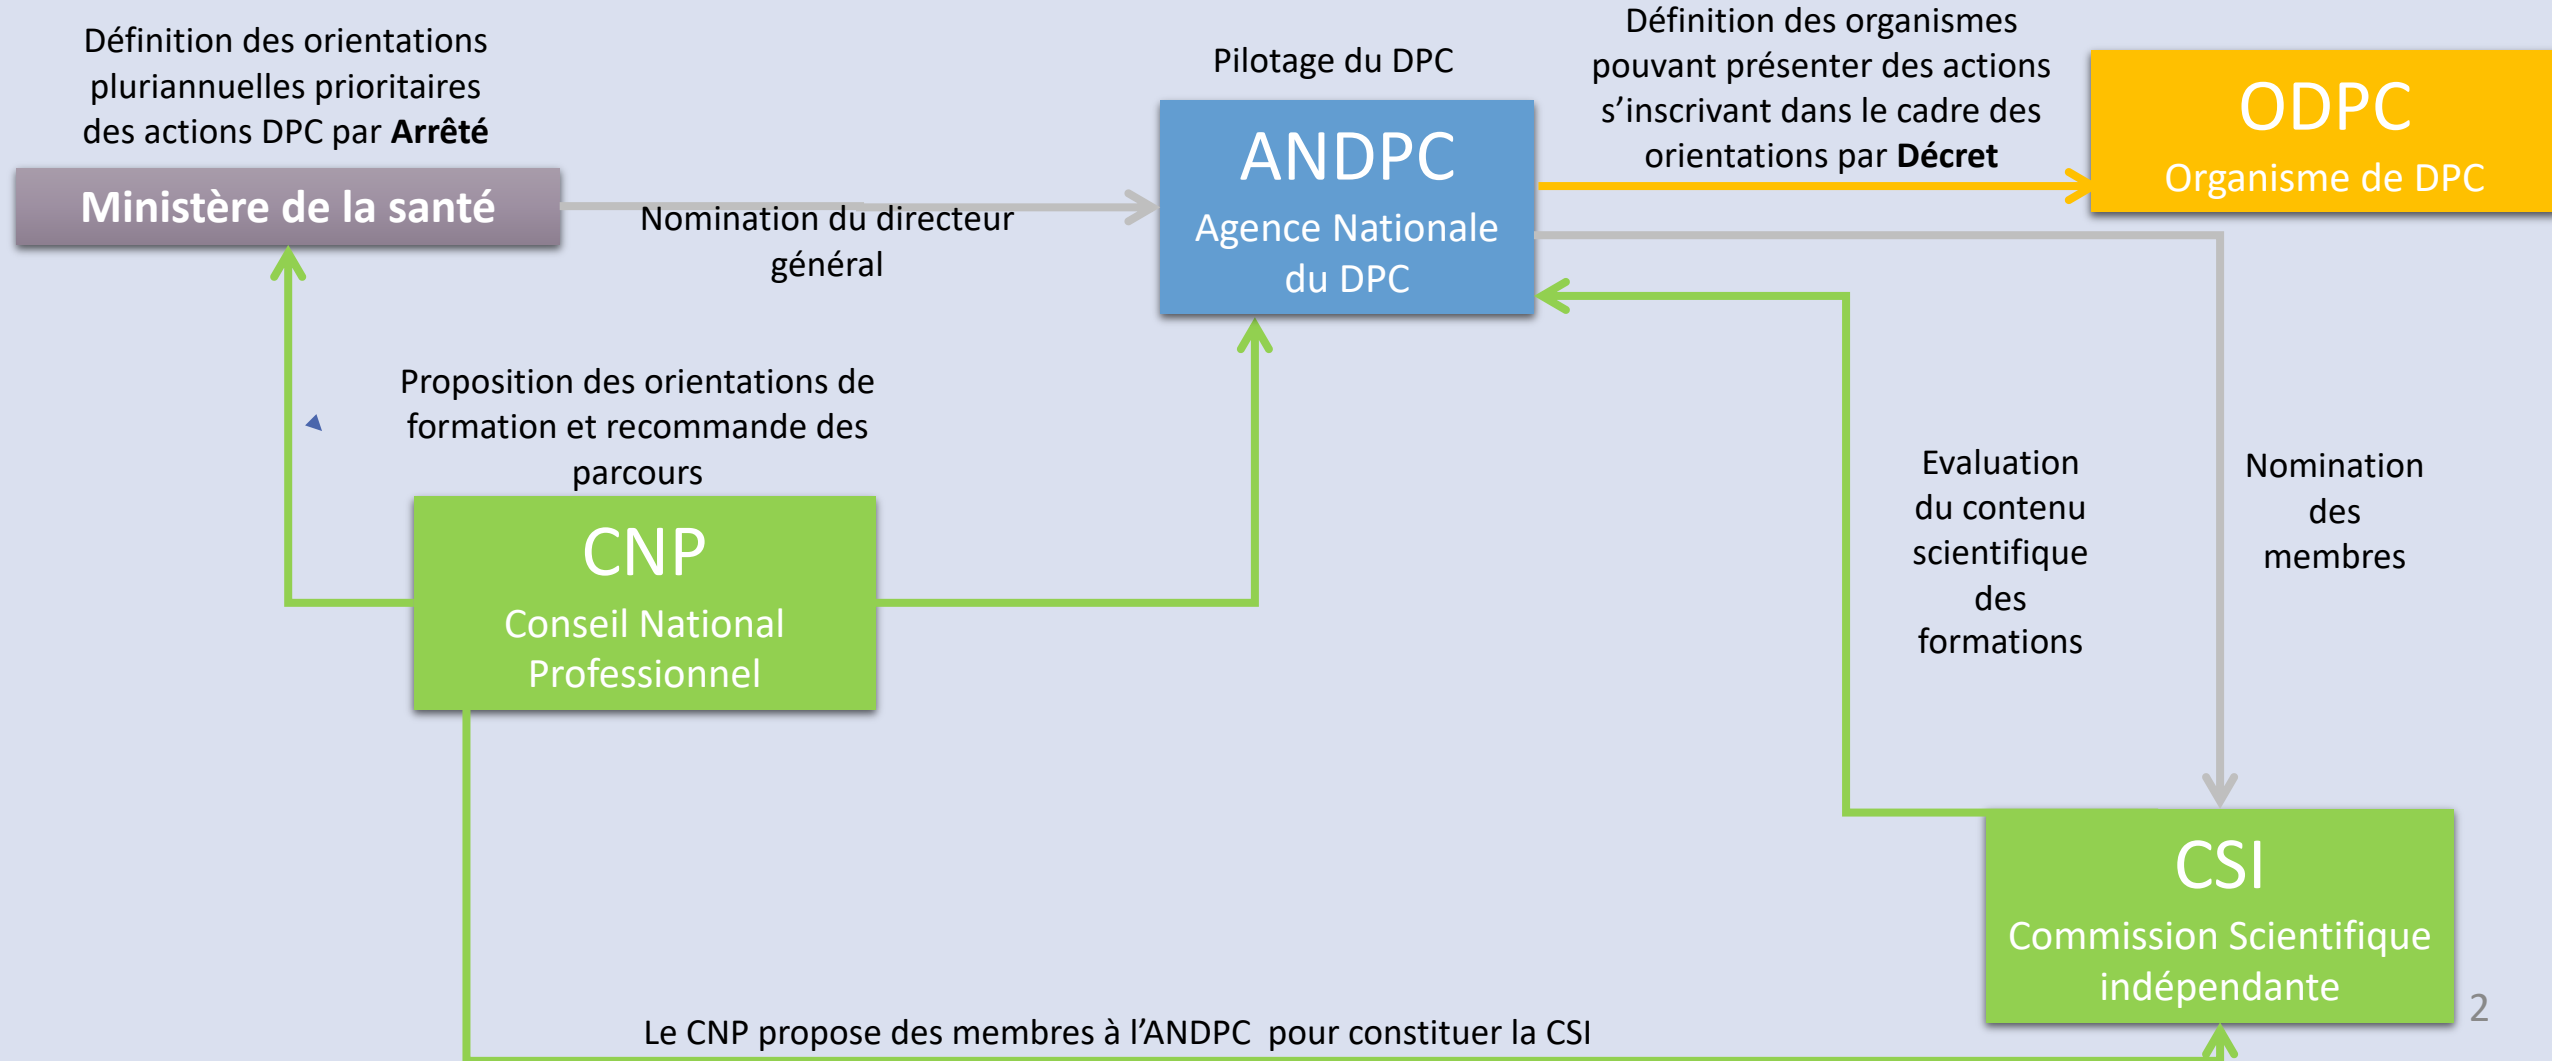 Définition des orientations
pluriannuelles prioritaires
des actions DPC par Arrêté
Ministère de la santé
Nomination du directeur
général
Pilotage du DPC
ANDPC
Agence Nationale
du DPC
Définition des organismes
pouvant présenter des actions
s’inscrivant dans le cadre des
orientations par Décret
ODPC
Organisme de DPC
Proposition des orientations de
formation et recommande des
parcours
CNP
Conseil National
Professionnel
Evaluation
du contenu
scientifique
des
formations
Nomination
des
membres
CSI
Commission Scientifique
indépendante
Le CNP propose des membres à l’ANDPC pour constituer la CSI
2